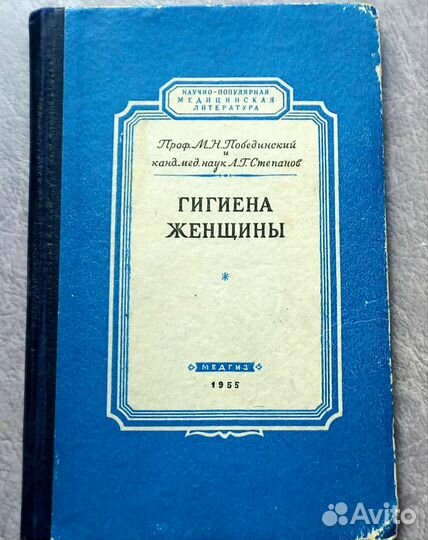 НАУЧНО-ПОПУЛЯРНАЯ
МЕДИЦИНСКАЯ
ЛИТЕРАТУРА
Проф. М. Н. Побединский
и
канд. мед. наук Л. Г. Степанов
ГИГИЕНА
ЖЕНЩИНЫ
*
МЕДГИЗ
1955
Avito